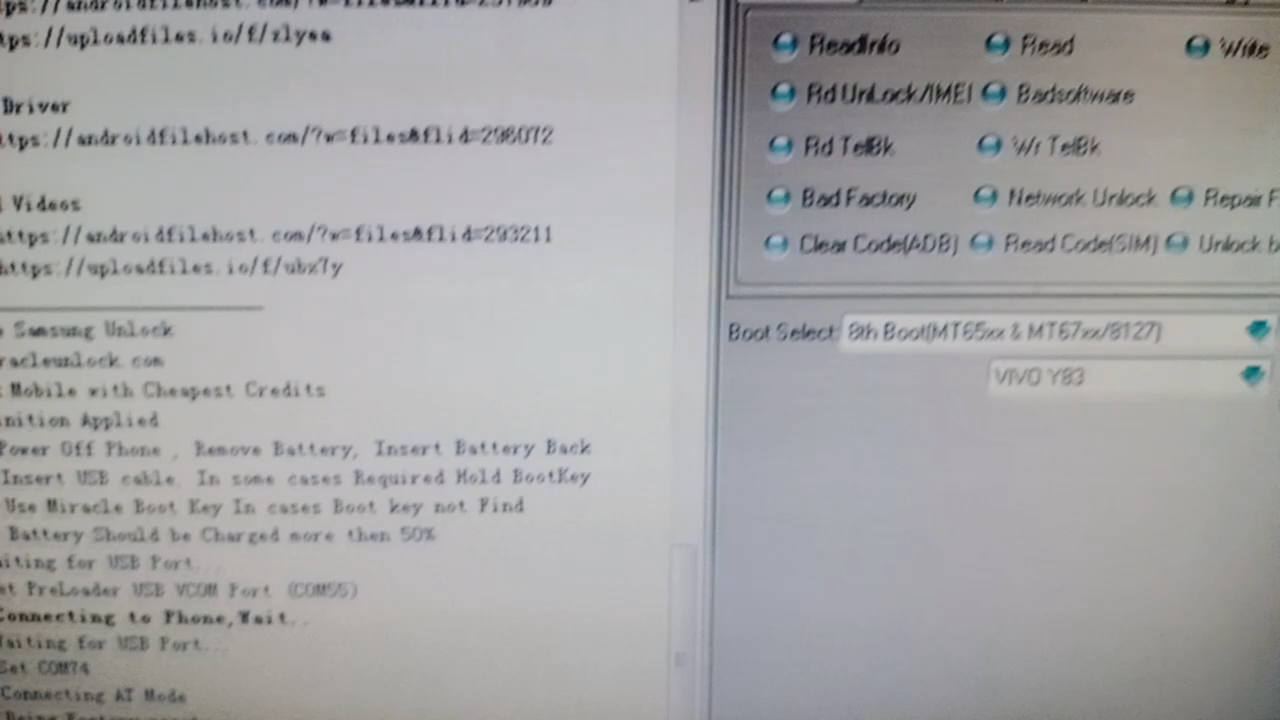 tps://uploadfiles.io/f/zlyea
Driver
tps://androidfilehost.com/?w=files&flid=296072
Videos
ttps://androidfilehost.com/?w=files&flid=293211
https://uploadfiles.io/f/ubx7y
Samsung Unlock
racleunlock.com
Mobile with Cheapest Credits
nition Applied
Power Off Phone , Remove Battery, Insert Battery Back
Insert USB cable. In some cases Required Hold BootKey
Use Miracle Boot Key In cases Boot key not Find
Battery Should be Charged more then 50%
iting for USB Port...
et PreLoader USB VCOM Port (COM55)
Connecting to Phone,Wait..
aiting for USB Port...
Set COM74
Connecting AT Mode
ReadInfo
Read
Write
Rd UnLock/IMEI
Badsoftware
Rd TelBk
Wr TelBk
Bad Factory
Network Unlock
Repair F
Clear Code(ADB)
Read Code(SIM)
Unlock b
Boot Select: 8th Boot(MT65xx & MT67xx/8127)
VIVO Y83